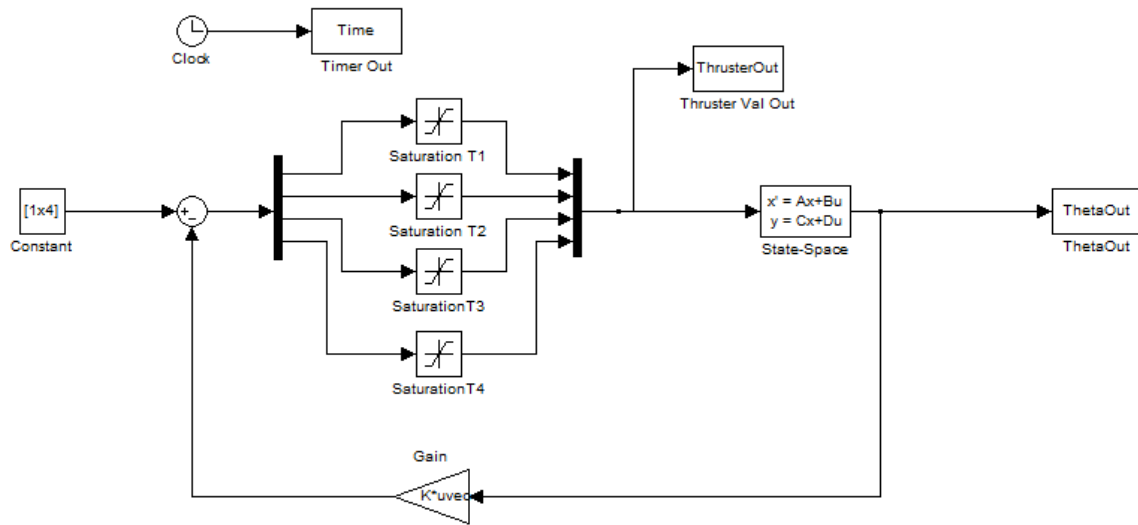 Time
Clock
Timer Out
ThrusterOut
Thruster Val Out
Saturation T1
[1x4]
Constant
+
-
Saturation T2
x' = Ax+Bu
y = Cx+Du
State-Space
ThetaOut
ThetaOut
SaturationT3
SaturationT4
Gain
K*uvec